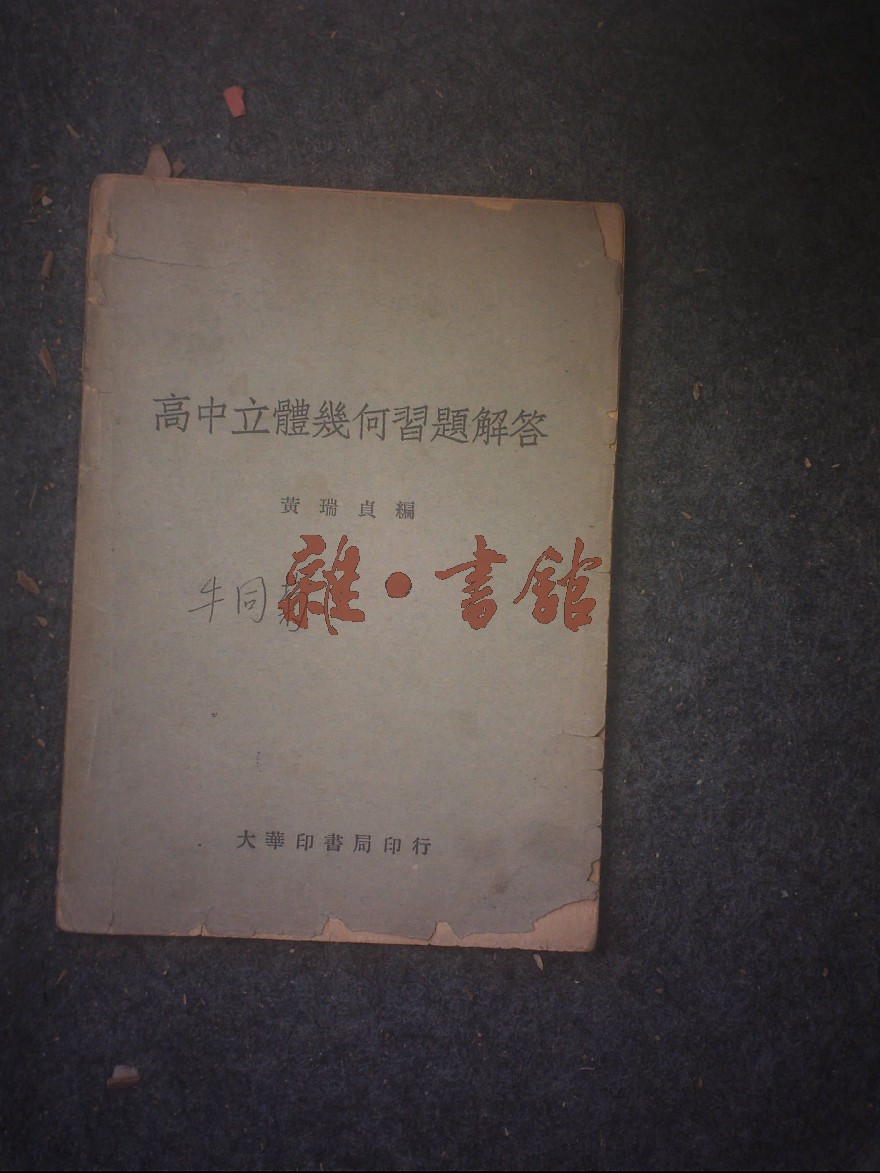 高中立體幾何習題解答
黃瑞貞編
牛同
雜·書館
大華印書局印行